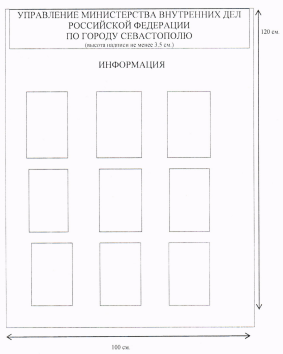 УПРАВЛЕНИЕ МИНИСТЕРСТВА ВНУТРЕННИХ ДЕЛ
РОССИЙСКОЙ ФЕДЕРАЦИИ
ПО ГОРОДУ СЕВАСТОПОЛЮ
(высота надписи не менее 3.5 см.)
120 см.
ИНФОРМАЦИЯ
100 см.